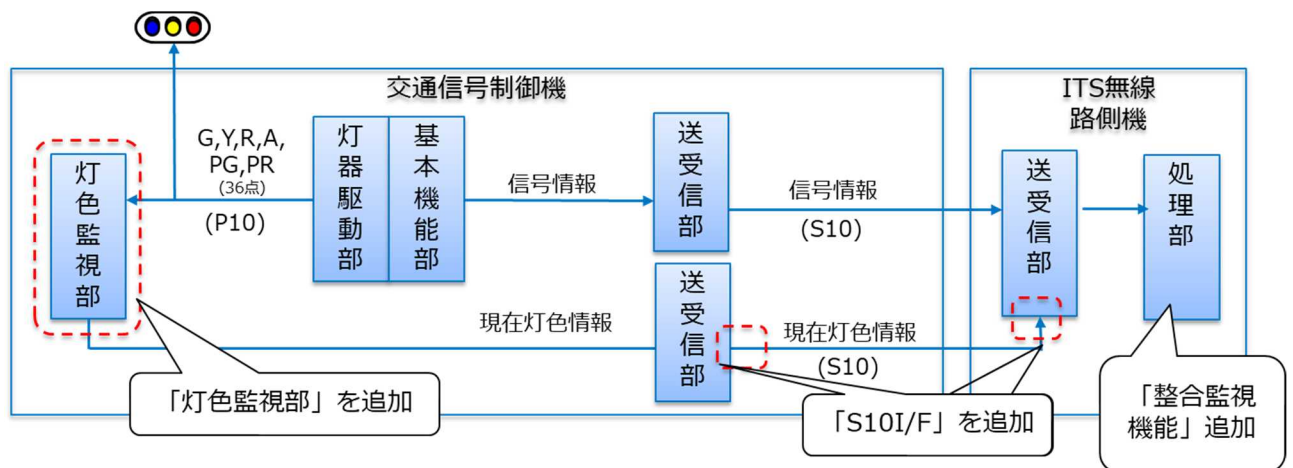 交通信号制御機
ITS無線
路側機
G,Y,R,A,
PG,PR
(36点)
(P10)
灯色監視部
灯器駆動部
基本機能部
信号情報
送受信部
信号情報
(S10)
送受信部
処理部
現在灯色情報
送受信部
現在灯色情報
(S10)
「灯色監視部」を追加
「S10I/F」を追加
「整合監視
機能」追加